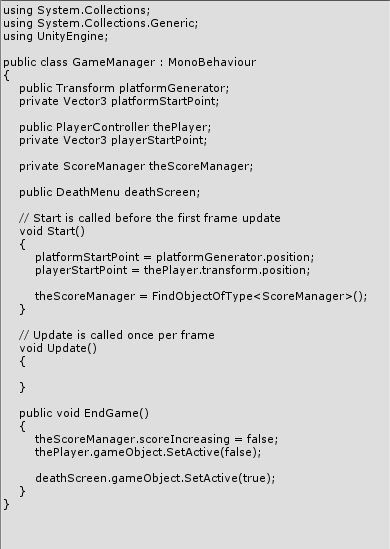 using System.Collections;
using System.Collections.Generic;
using UnityEngine;

public class GameManager : MonoBehaviour
{
    public Transform platformGenerator;
    private Vector3 platformStartPoint;

    public PlayerController thePlayer;
    private Vector3 playerStartPoint;

    private ScoreManager theScoreManager;

    public DeathMenu deathScreen;

    // Start is called before the first frame update
    void Start()
    {
        platformStartPoint = platformGenerator.position;
        playerStartPoint = thePlayer.transform.position;

        theScoreManager = FindObjectOfType<ScoreManager>();
    }

    // Update is called once per frame
    void Update()
    {

    }

    public void EndGame()
    {
        theScoreManager.scoreIncreasing = false;
        thePlayer.gameObject.SetActive(false);

        deathScreen.gameObject.SetActive(true);
    }
}